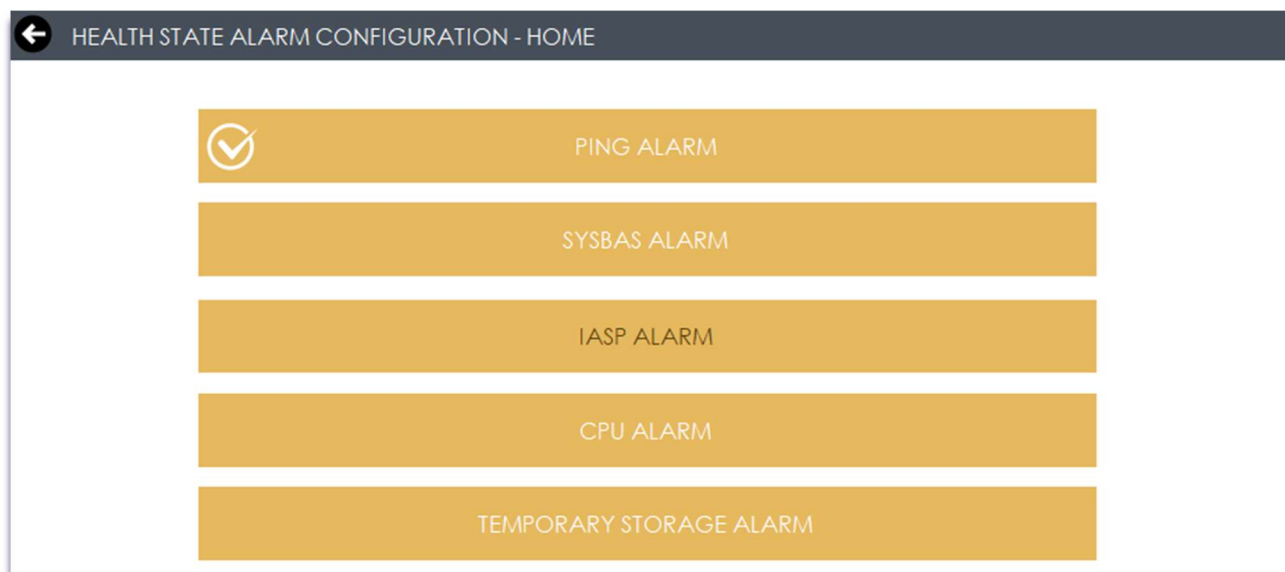 HEALTH STATE ALARM CONFIGURATION - HOME
PING ALARM
SYSBAS ALARM
IASP ALARM
CPU ALARM
TEMPORARY STORAGE ALARM